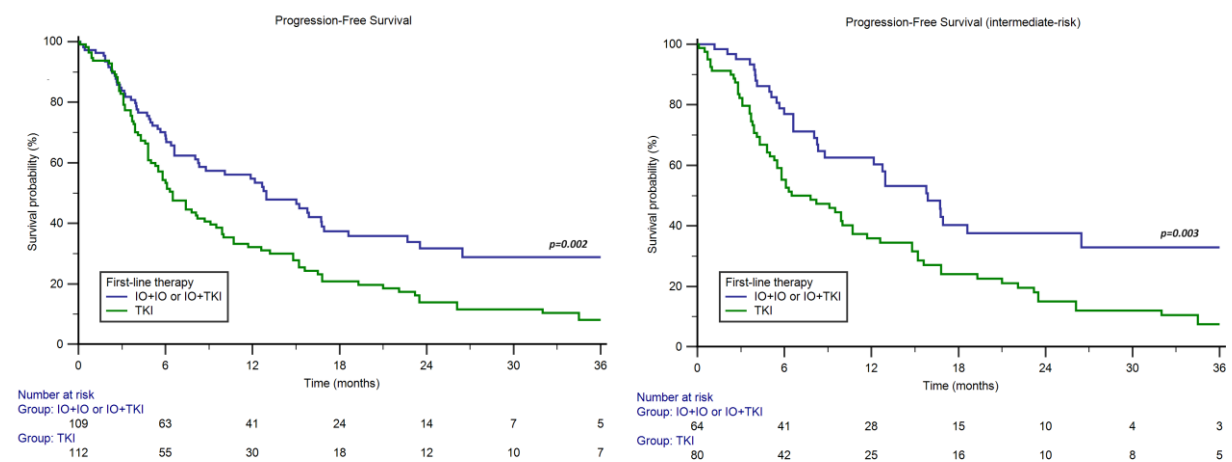 Progression-Free Survival
Survival probability (%)
100
80
60
40
20
0
p=0.002
First-line therapy
IO+IO or IO+TKI
TKI
0 6 12 18 24 30 36
Time (months)
Number at risk
Group: IO+IO or IO+TKI
109 63 41 24 14 7 5
Group: TKI
112 55 30 18 12 10 7
Progression-Free Survival (intermediate-risk)
Survival probability (%)
100
80
60
40
20
0
p=0.003
First-line therapy
IO+IO or IO+TKI
TKI
0 6 12 18 24 30 36
Time (months)
Number at risk
Group: IO+IO or IO+TKI
64 41 28 15 10 4 3
Group: TKI
80 42 25 16 10 8 5